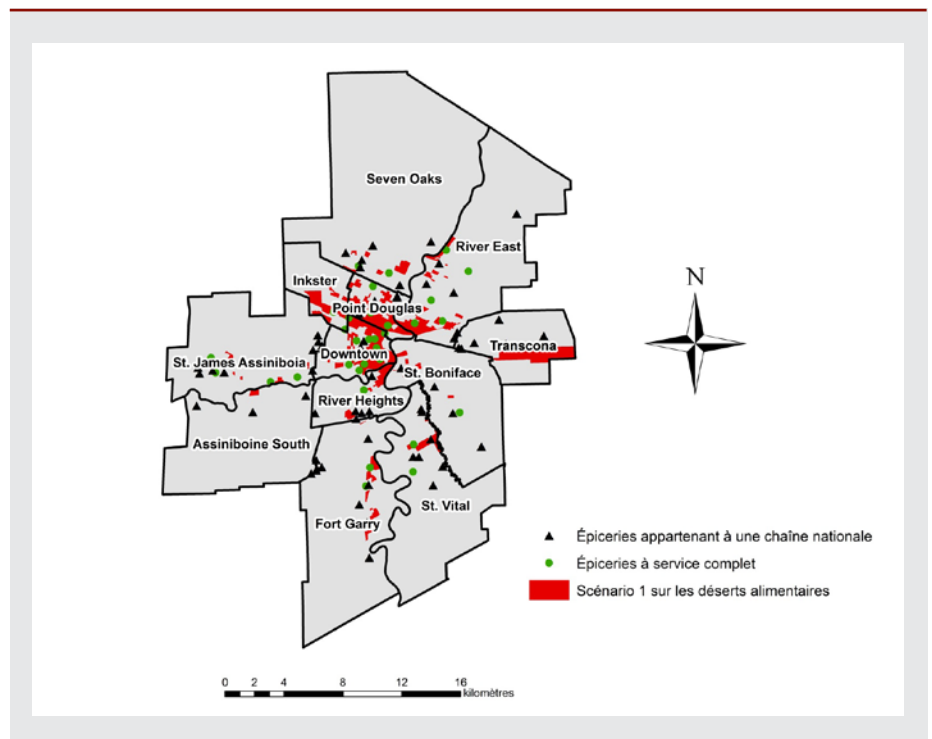 Seven Oaks
River East
N
Inkster
Point Douglas
Transcona
Downtown
St. James Assiniboia
St. Boniface
River Heights
Assiniboine South
St. Vital
Fort Garry
Épiceries appartenant à une chaîne nationale
Épiceries à service complet
Scénario 1 sur les déserts alimentaires
0 2 4 8 12 16
kilomètres